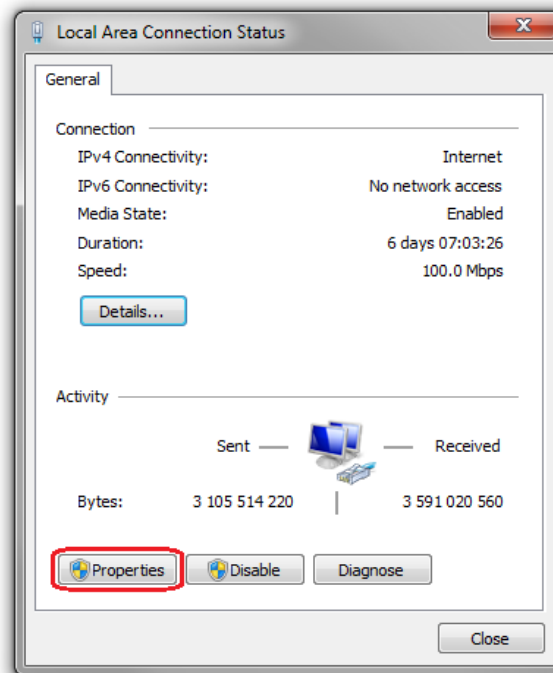 Local Area Connection Status
General
Connection
IPv4 Connectivity: Internet
IPv6 Connectivity: No network access
Media State: Enabled
Duration: 6 days 07:03:26
Speed: 100.0 Mbps
Details...
Activity
Sent Received
Bytes: 3 105 514 220 3 591 020 560
Properties Disable Diagnose
Close